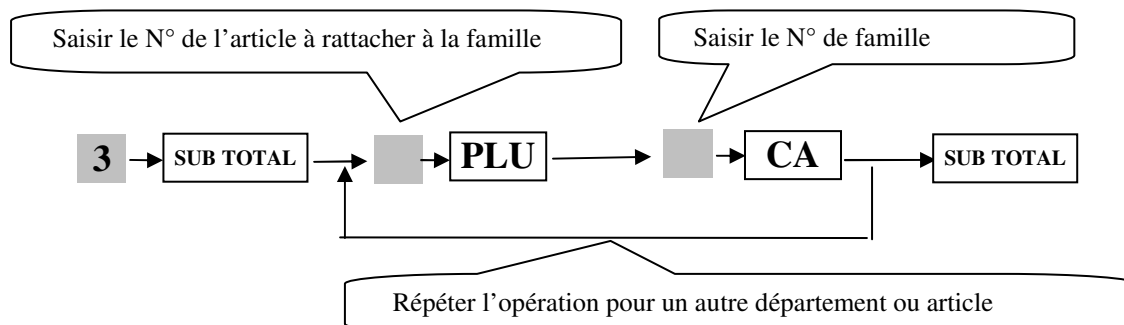 Saisir le N° de l'article à rattacher à la famille
Saisir le N° de famille
3 SUB TOTAL PLU CA SUB TOTAL
Répéter l'opération pour un autre département ou article